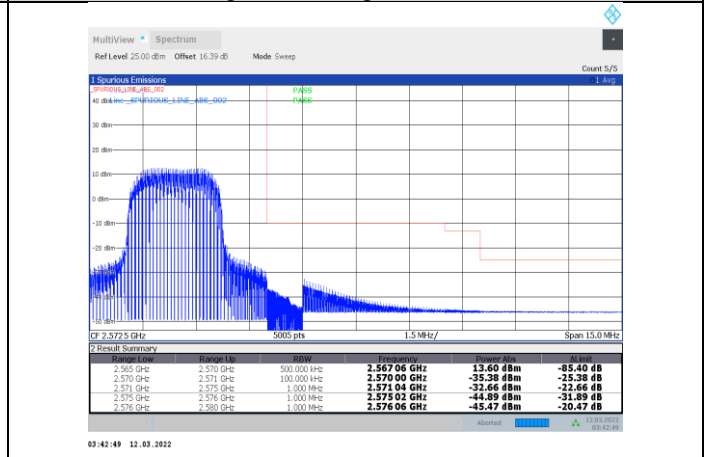 MultiView Spectrum
Ref Level 25.00 dBm Offset 16.39 dB Mode Sweep
Count 5/5
1 Spurious Emissions 1 Avg
_SPURIOUS_LINE_ABS_002 PASS
40 dBm Line _SPURIOUS_LINE_ABS_002 PASS
30 dBm
20 dBm
10 dBm
0 dBm
-10 dBm
-20 dBm
-50 dBm
CF 2.5725 GHz 5005 pts 1.5 MHz/ Span 15.0 MHz
2 Result Summary
Range Low Range Up RBW Frequency Power Abs ΔLimit
2.565 GHz 2.570 GHz 500.000 kHz 2.56706 GHz 13.60 dBm -85.40 dB
2.570 GHz 2.571 GHz 100.000 kHz 2.57000 GHz -35.38 dBm -25.38 dB
2.571 GHz 2.575 GHz 1.000 MHz 2.57104 GHz -32.66 dBm -22.66 dB
2.575 GHz 2.576 GHz 1.000 MHz 2.57502 GHz -44.89 dBm -31.89 dB
2.576 GHz 2.580 GHz 1.000 MHz 2.57606 GHz -45.47 dBm -20.47 dB
Aborted 12.03.2022
03:42:49
03:42:49 12.03.2022